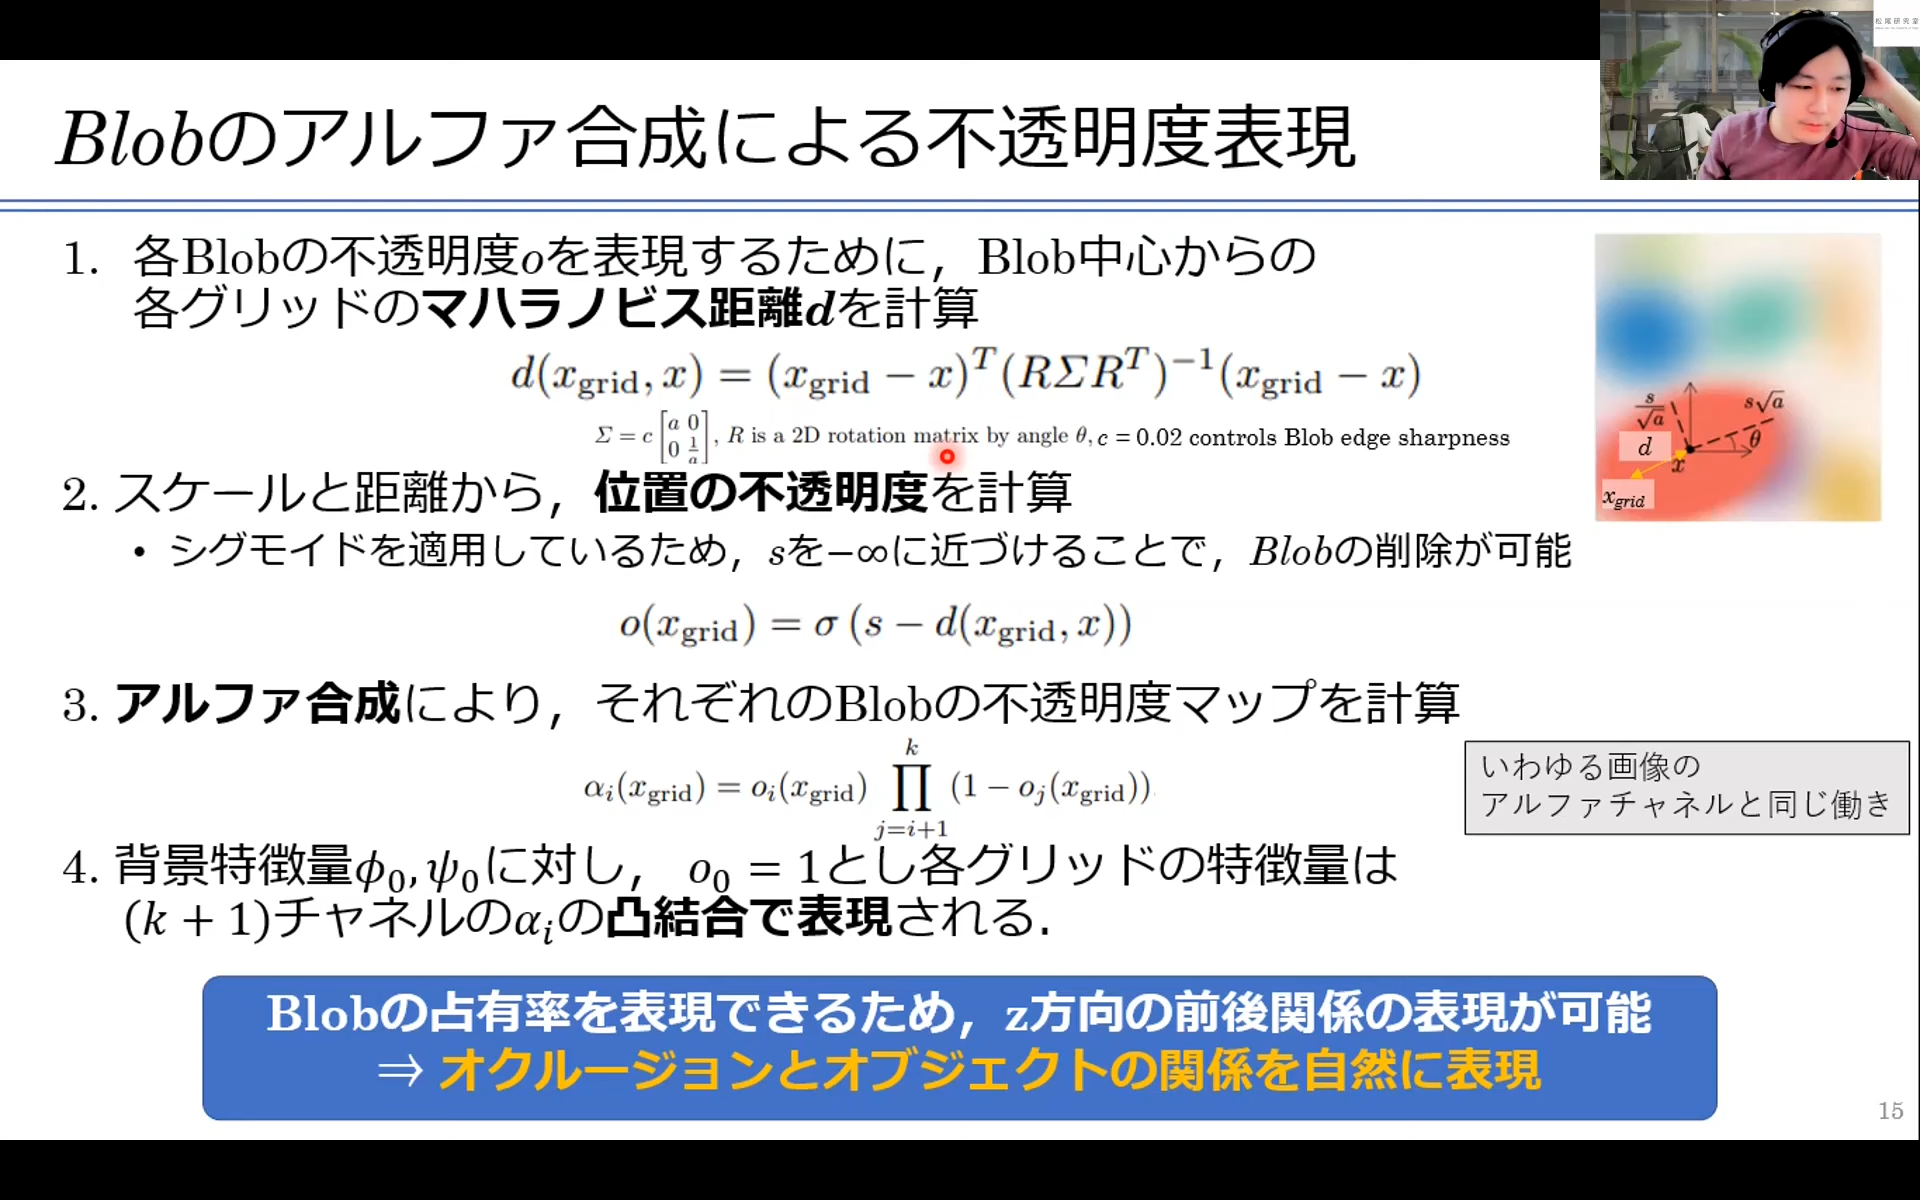 松尾研究室
Blobのアルファ合成による不透明度表現
1. 各Blobの不透明度oを表現するために，Blob中心からの
各グリッドのマハラノビス距離dを計算
d(x_grid, x) = (x_grid − x)^T(RΣR^T)^−1(x_grid − x)
Σ = c [a 0; 0 1/a], R is a 2D rotation matrix by angle θ, c = 0.02 controls Blob edge sharpness
s/√a
s√a
d
θ
x
x_grid
2. スケールと距離から，位置の不透明度を計算
• シグモイドを適用しているため，sを−∞に近づけることで，Blobの削除が可能
o(x_grid) = σ (s − d(x_grid, x))
3. アルファ合成により，それぞれのBlobの不透明度マップを計算
α_i(x_grid) = o_i(x_grid) ∏_{j=i+1}^{k} (1 − o_j(x_grid))
いわゆる画像の
アルファチャネルと同じ働き
4. 背景特徴量ϕ_0, ψ_0に対し， o_0 = 1とし各グリッドの特徴量は
(k + 1)チャネルのα_iの凸結合で表現される．
Blobの占有率を表現できるため，z方向の前後関係の表現が可能
⇒ オクルージョンとオブジェクトの関係を自然に表現
15